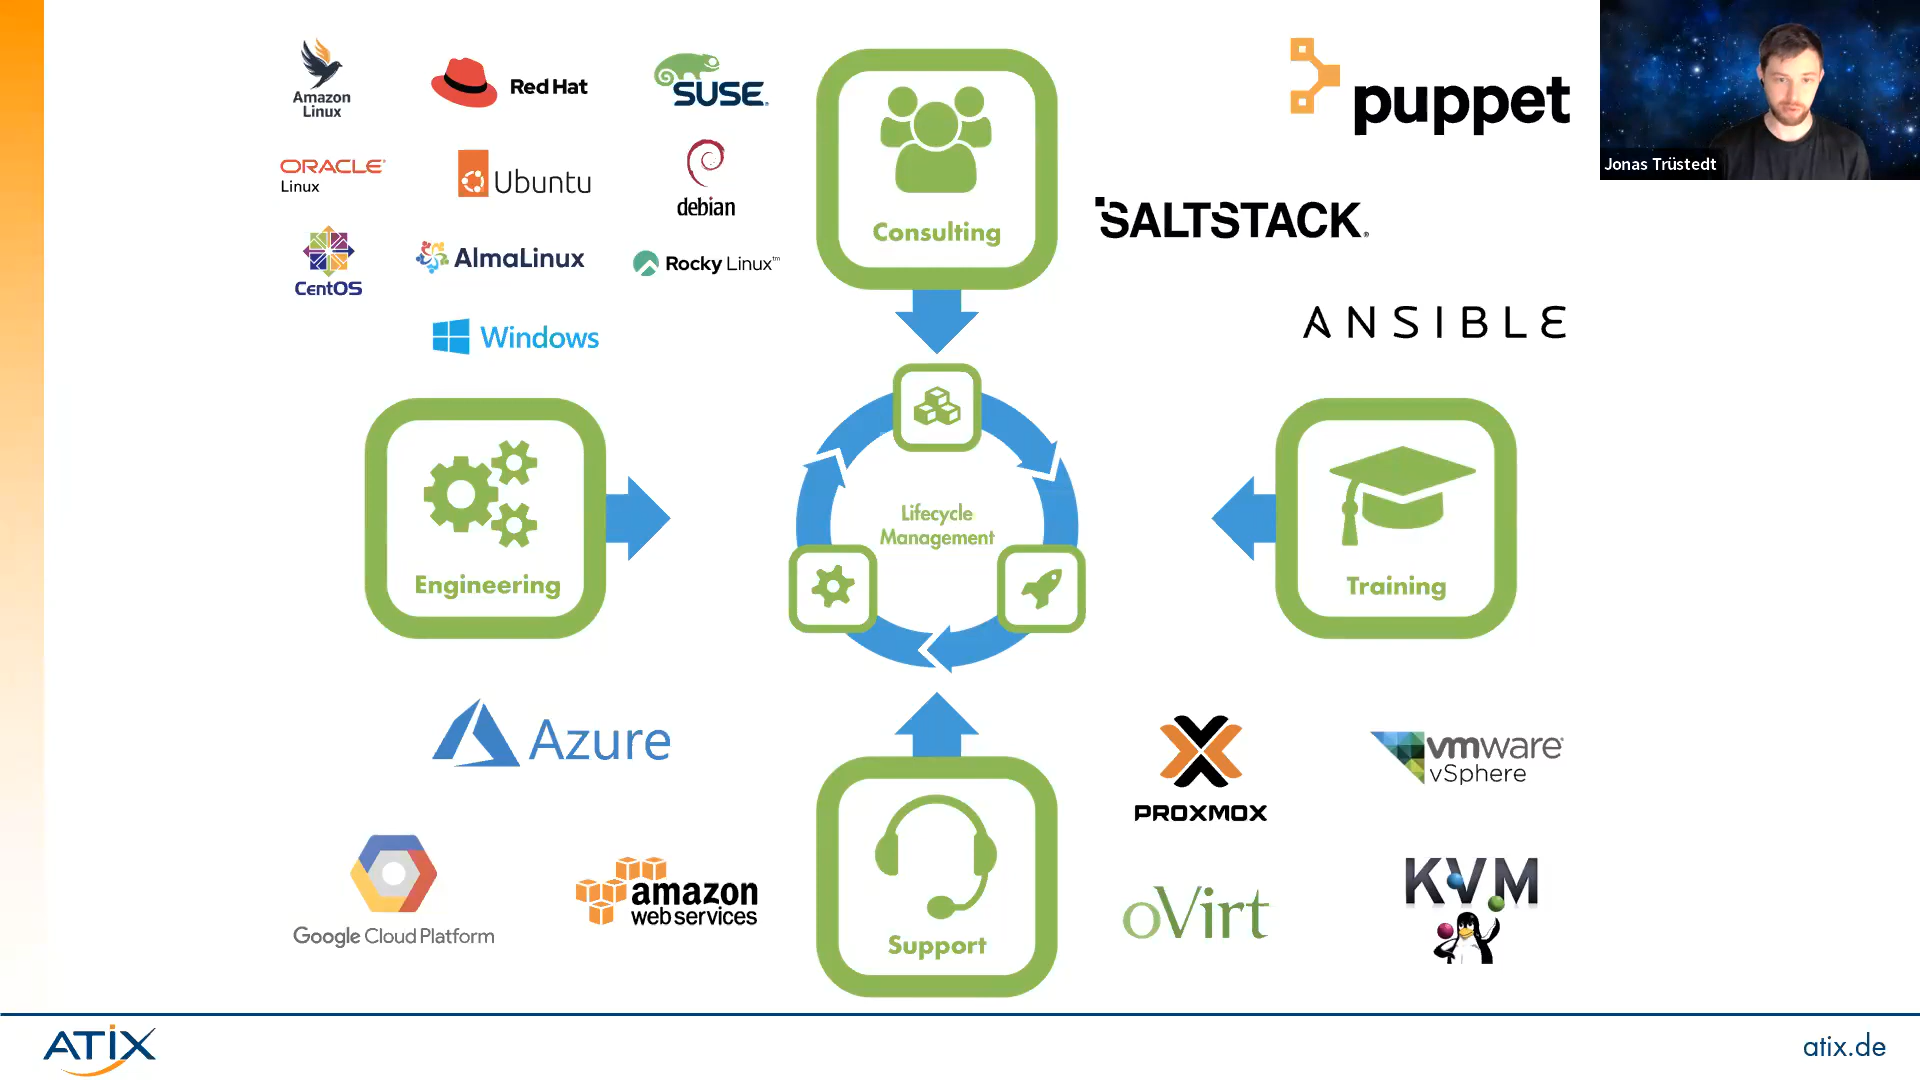 Amazon
Linux
Red Hat
SUSE®
ORACLE®
Linux
Ubuntu
debian
CentOS
AlmaLinux
Rocky Linux™
Windows
Consulting
puppet
SALTSTACK®
ANSIBLE
Jonas Trüstedt
Engineering
Lifecycle
Management
Training
Azure
Google Cloud Platform
amazon
web services
Support
PROXMOX
vmware®
vSphere
oVirt
KVM
ATIX
atix.de